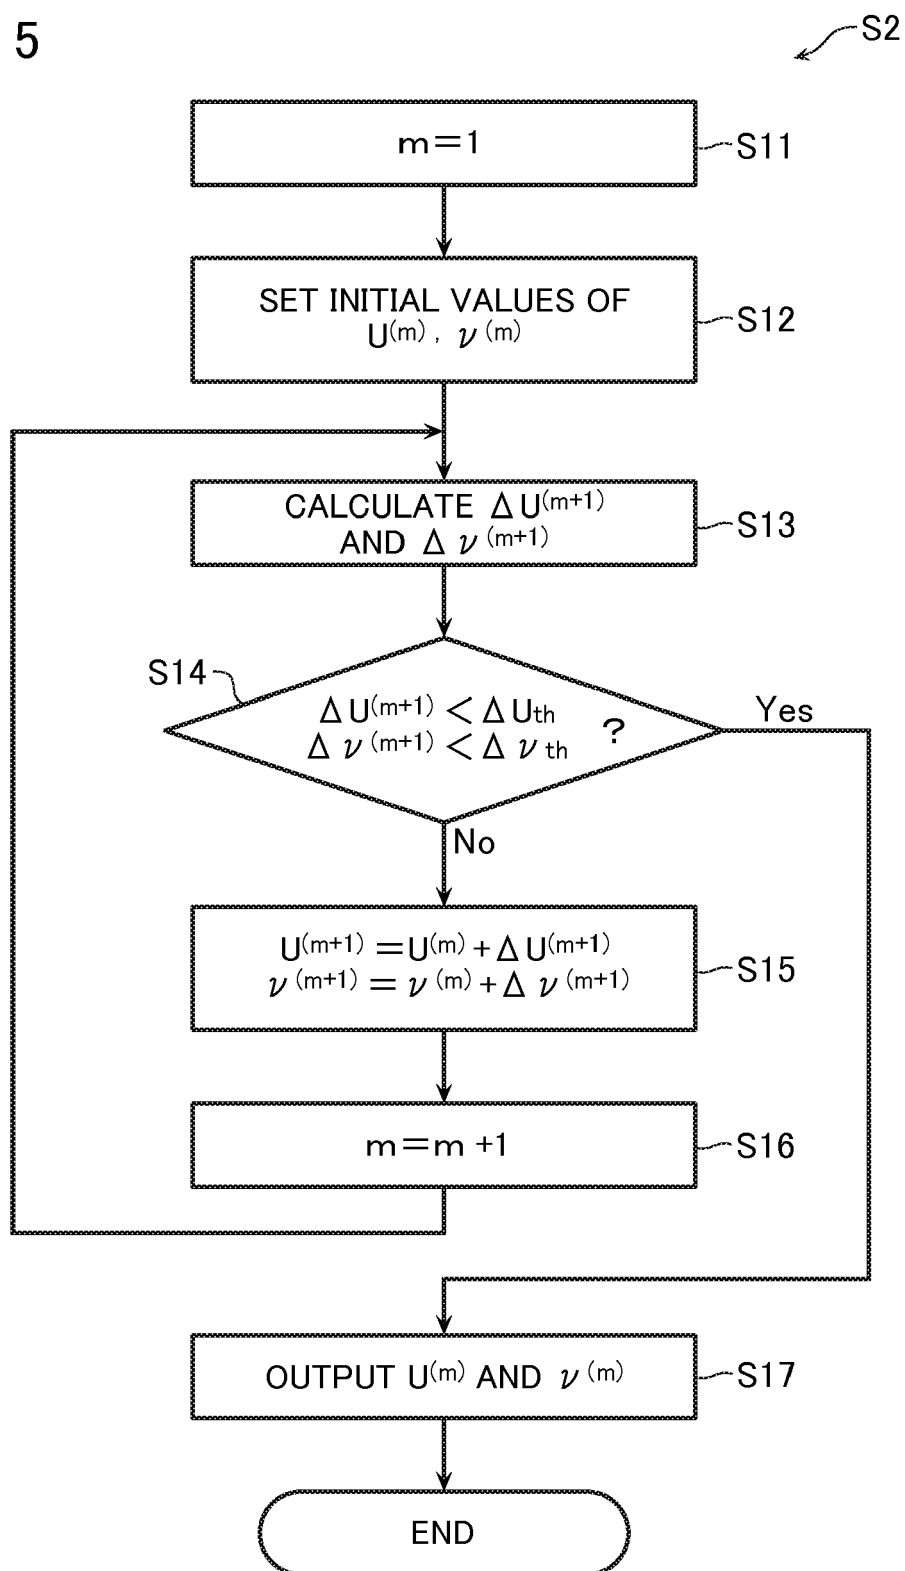 5
S2
m=1
S11
SET INITIAL VALUES OF
U(m), ν(m)
S12
CALCULATE ΔU(m+1)
AND Δν(m+1)
S13
S14
ΔU(m+1) < ΔUth
Δν(m+1) < Δνth
?
Yes
No
U(m+1) = U(m) + ΔU(m+1)
ν(m+1) = ν(m) + Δν(m+1)
S15
m=m+1
S16
OUTPUT U(m) AND ν(m)
S17
END